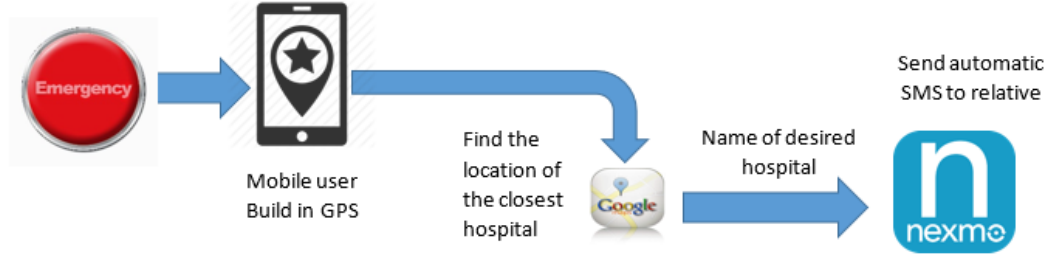 Emergency
Mobile user
Build in GPS
Find the
location of
the closest
hospital
Google
Name of desired
hospital
Send automatic
SMS to relative
n
nexmo